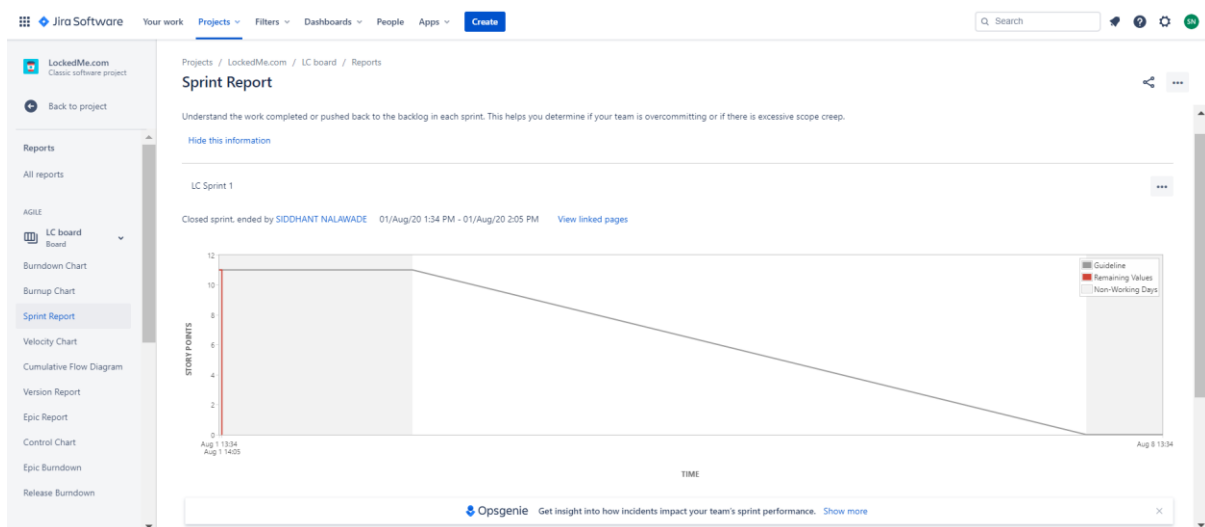 Jira Software Your work Projects Filters Dashboards People Apps Create Search SN
LockedMe.com
Classic software project
Back to project
Reports
All reports
AGILE
LC board
Board
Burndown Chart
Burnup Chart
Sprint Report
Velocity Chart
Cumulative Flow Diagram
Version Report
Epic Report
Control Chart
Epic Burndown
Release Burndown
Projects / LockedMe.com / LC board / Reports
Sprint Report
Understand the work completed or pushed back to the backlog in each sprint. This helps you determine if your team is overcommitting or if there is excessive scope creep.
Hide this information
LC Sprint 1
Closed sprint, ended by SIDDHANT NALAWADE 01/Aug/20 1:34 PM - 01/Aug/20 2:05 PM View linked pages
STORY POINTS
12
10
8
6
4
2
0
Guideline
Remaining Values
Non-Working Days
Aug 1 13:34 Aug 8 13:34
Aug 1 14:05
TIME
Opsgenie Get insight into how incidents impact your team's sprint performance. Show more